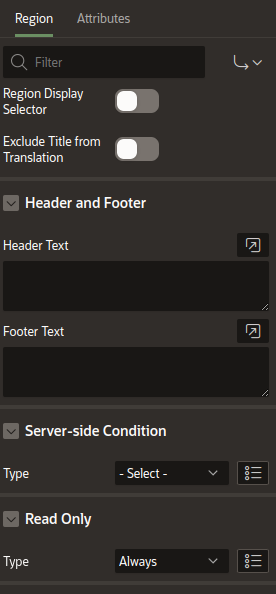 Region Attributes
Filter
Region Display
Selector
Exclude Title from
Translation
Header and Footer
Header Text
Footer Text
Server-side Condition
Type - Select -
Read Only
Type Always